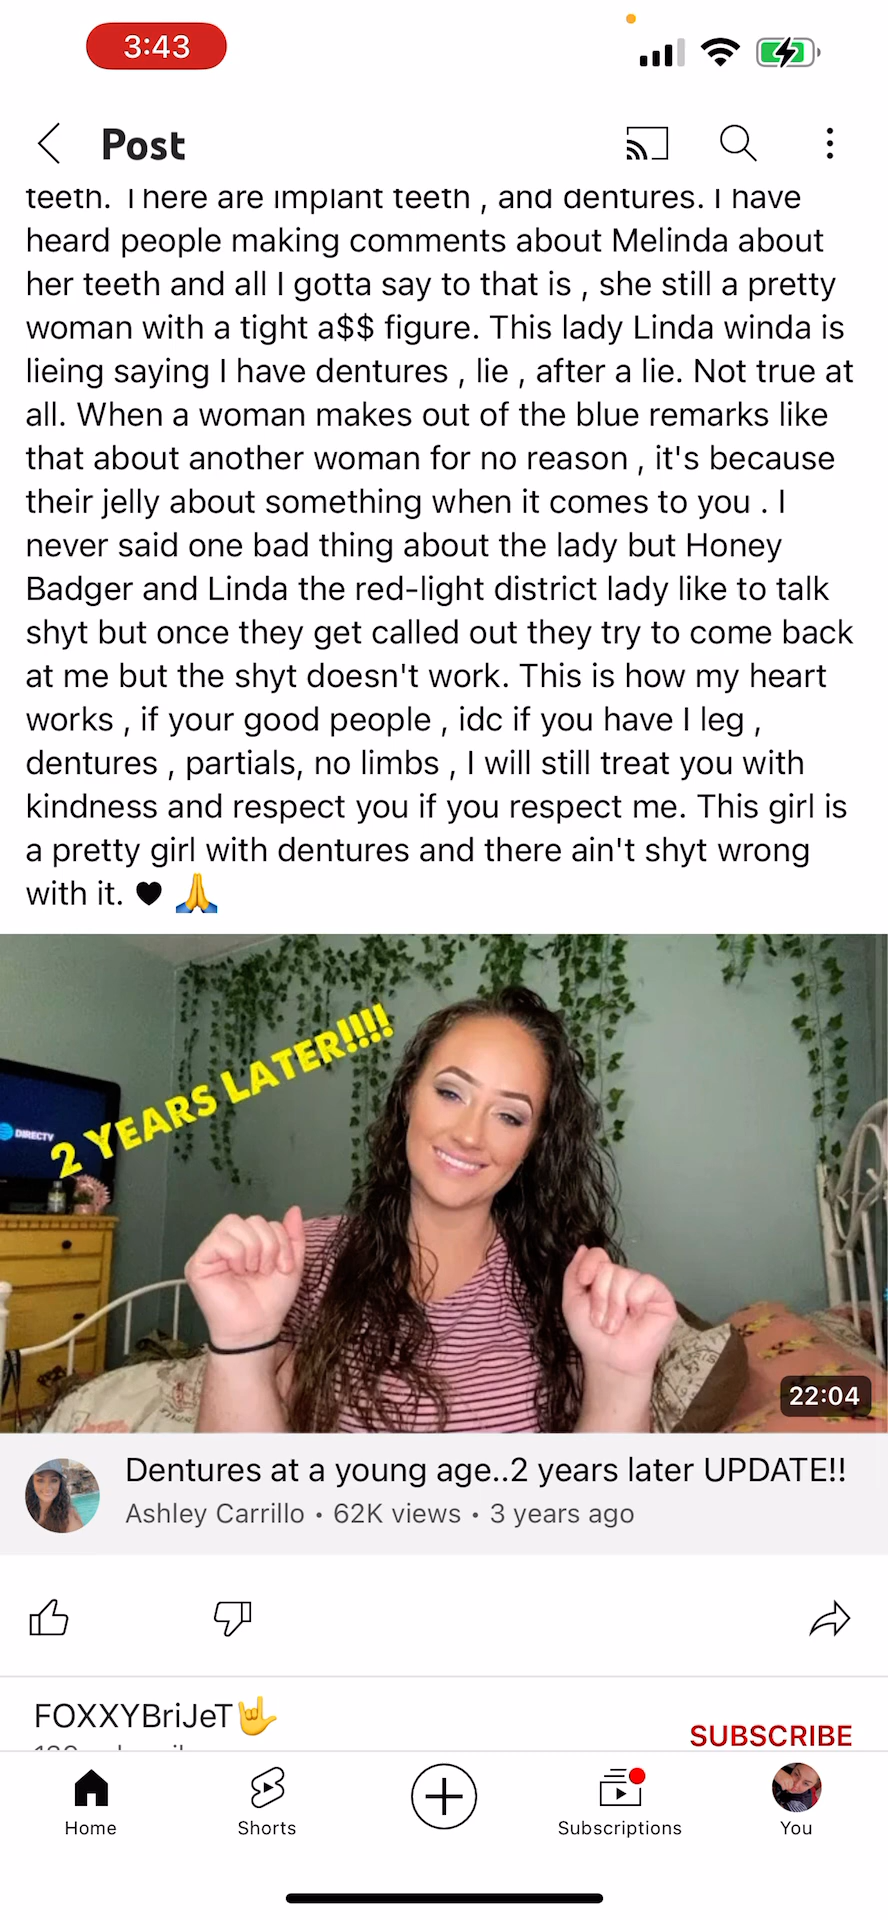 3:43
Post
teeth. There are implant teeth , and dentures. I have
heard people making comments about Melinda about
her teeth and all I gotta say to that is , she still a pretty
woman with a tight a$$ figure. This lady Linda winda is
lieing saying I have dentures , lie , after a lie. Not true at
all. When a woman makes out of the blue remarks like
that about another woman for no reason , it's because
their jelly about something when it comes to you . I
never said one bad thing about the lady but Honey
Badger and Linda the red-light district lady like to talk
shyt but once they get called out they try to come back
at me but the shyt doesn't work. This is how my heart
works , if your good people , idc if you have I leg ,
dentures , partials, no limbs , I will still treat you with
kindness and respect you if you respect me. This girl is
a pretty girl with dentures and there ain't shyt wrong
with it. 🖤 🙏
2 YEARS LATER!!!!
DIRECTV
22:04
Dentures at a young age..2 years later UPDATE!!
Ashley Carrillo • 62K views • 3 years ago
FOXXYBriJeT🤟
SUBSCRIBE
Home
Shorts
Subscriptions
You